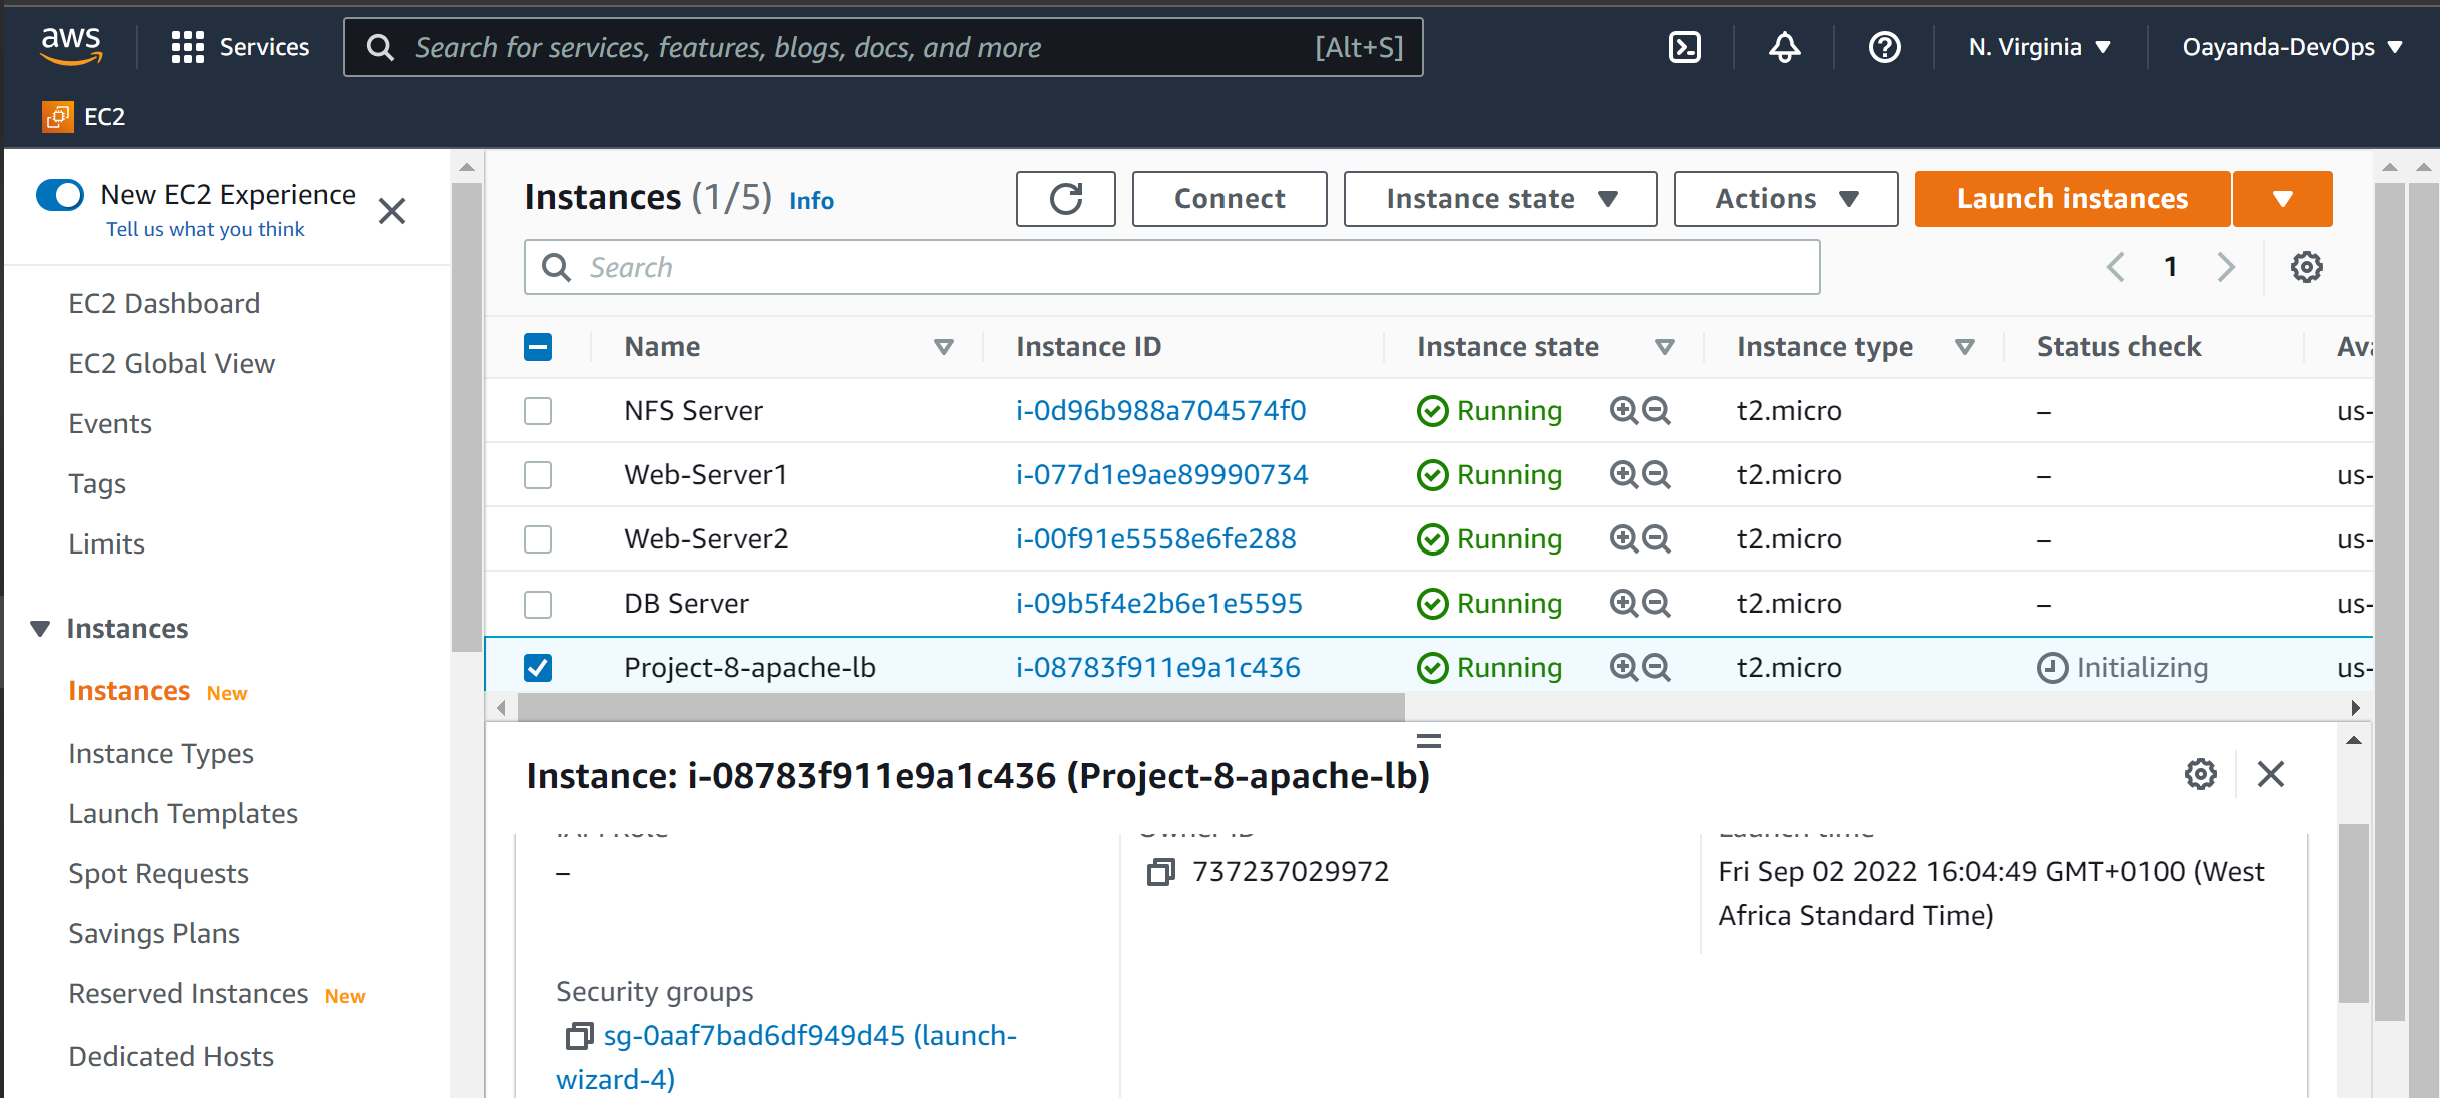 aws
Services
Search for services, features, blogs, docs, and more [Alt+S]
N. Virginia
Oayanda-DevOps
EC2
New EC2 Experience
Tell us what you think
EC2 Dashboard
EC2 Global View
Events
Tags
Limits
Instances
Instances New
Instance Types
Launch Templates
Spot Requests
Savings Plans
Reserved Instances New
Dedicated Hosts
Instances (1/5) Info
Connect
Instance state
Actions
Launch instances
Search
1
Name Instance ID Instance state Instance type Status check
NFS Server i-0d96b988a704574f0 Running t2.micro – us-
Web-Server1 i-077d1e9ae89990734 Running t2.micro – us-
Web-Server2 i-00f91e5558e6fe288 Running t2.micro – us-
DB Server i-09b5f4e2b6e1e5595 Running t2.micro – us-
Project-8-apache-lb i-08783f911e9a1c436 Running t2.micro Initializing us-
Instance: i-08783f911e9a1c436 (Project-8-apache-lb)
–
737237029972
Launch time
Fri Sep 02 2022 16:04:49 GMT+0100 (West
Africa Standard Time)
Security groups
sg-0aaf7bad6df949d45 (launch-
wizard-4)